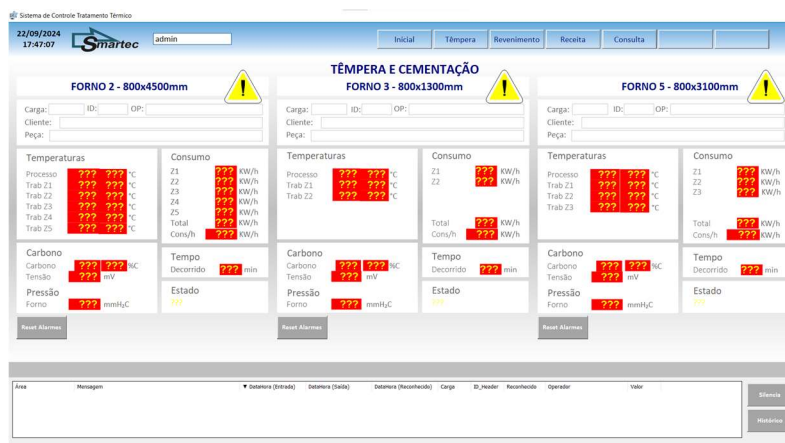 Sistema de Controle Tratamento Térmico
22/09/2024
17:47:07
Smartec
admin
Inicial Têmpera Revenimento Receita Consulta
TÊMPERA E CEMENTAÇÃO
FORNO 2 - 800x4500mm
!
Carga: ID: OP:
Cliente:
Peça:
Temperaturas
Processo ??? ??? °C
Trab Z1 ??? ??? °C
Trab Z2 ??? ??? °C
Trab Z3 ??? ??? °C
Trab Z4 ??? ??? °C
Trab Z5 ??? ??? °C
Consumo
Z1 ??? KW/h
Z2 ??? KW/h
Z3 ??? KW/h
Z4 ??? KW/h
Z5 ??? KW/h
Total ??? KW/h
Cons/h ??? KW/h
Carbono
Carbono ??? ??? %C
Tensão ??? mV
Pressão
Forno ??? mmH₂C
Tempo
Decorrido ??? min
Estado
???
Reset Alarmes
FORNO 3 - 800x1300mm
!
Carga: ID: OP:
Cliente:
Peça:
Temperaturas
Processo ??? ??? °C
Trab Z1 ??? ??? °C
Trab Z2 ??? ??? °C
Consumo
Z1 ??? KW/h
Z2 ??? KW/h
Total ??? KW/h
Cons/h ??? KW/h
Carbono
Carbono ??? ??? %C
Tensão ??? mV
Pressão
Forno ??? mmH₂C
Tempo
Decorrido ??? min
Estado
???
Reset Alarmes
FORNO 5 - 800x3100mm
!
Carga: ID: OP:
Cliente:
Peça:
Temperaturas
Processo ??? ??? °C
Trab Z1 ??? ??? °C
Trab Z2 ??? ??? °C
Trab Z3 ??? ??? °C
Consumo
Z1 ??? KW/h
Z2 ??? KW/h
Z3 ??? KW/h
Total ??? KW/h
Cons/h ??? KW/h
Carbono
Carbono ??? ??? %C
Tensão ??? mV
Pressão
Forno ??? mmH₂C
Tempo
Decorrido ??? min
Estado
???
Reset Alarmes
Área Mensagem ▼ DataHora (Entrada) DataHora (Saída) DataHora (Reconhecido) Carga ID_Header Reconhecido Operador Valor
Silencia
Histórico